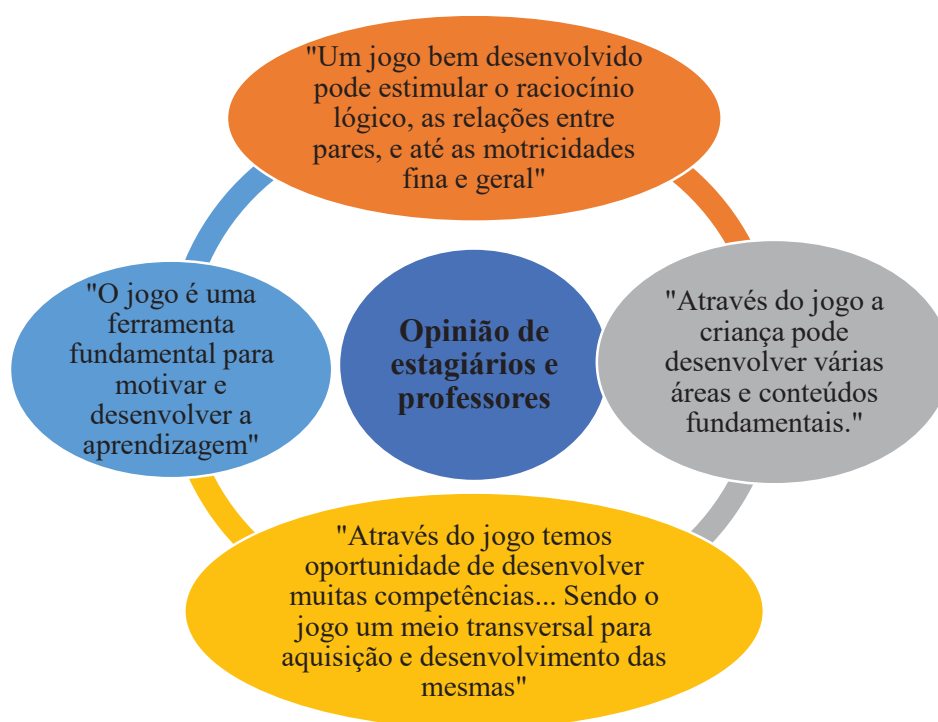 "Um jogo bem desenvolvido
pode estimular o raciocínio
lógico, as relações entre
pares, e até as motricidades
fina e geral"
"O jogo é uma
ferramenta
fundamental para
motivar e
desenvolver a
aprendizagem"
Opinião de
estagiários e
professores
"Através do jogo a
criança pode
desenvolver várias
áreas e conteúdos
fundamentais."
"Através do jogo temos
oportunidade de desenvolver
muitas competências... Sendo o
jogo um meio transversal para
aquisição e desenvolvimento das
mesmas"